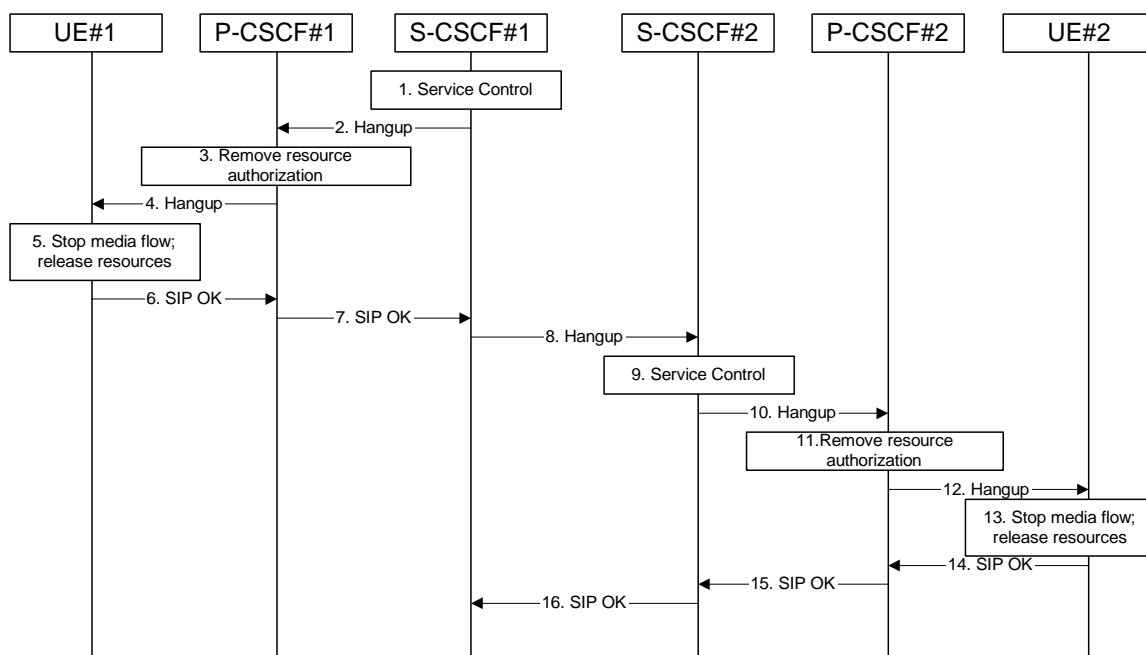 UE#1
P-CSCF#1
S-CSCF#1
S-CSCF#2
P-CSCF#2
UE#2
1. Service Control
2. Hangup
3. Remove resource
authorization
4. Hangup
5. Stop media flow;
release resources
6. SIP OK
7. SIP OK
8. Hangup
9. Service Control
10. Hangup
11.Remove resource
authorization
12. Hangup
13. Stop media flow;
release resources
14. SIP OK
15. SIP OK
16. SIP OK